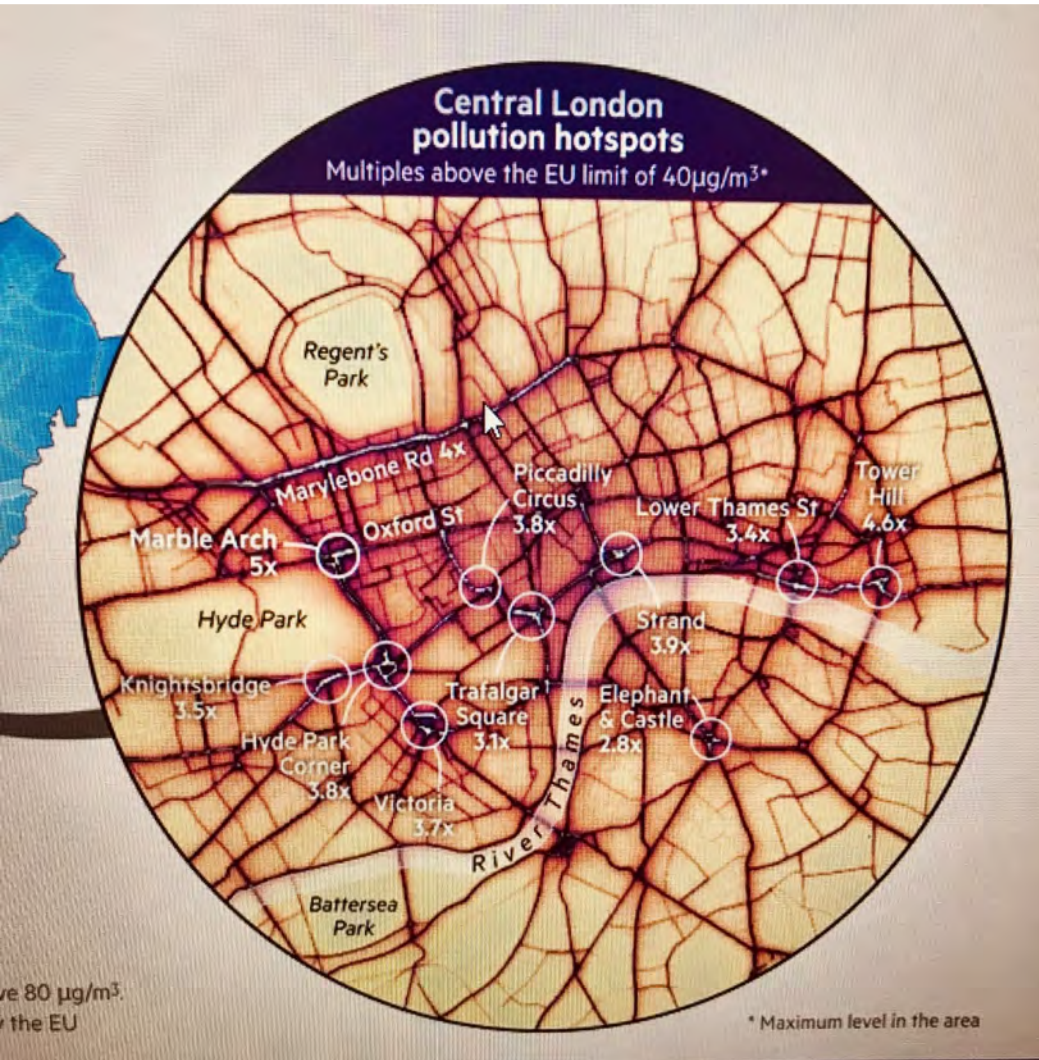 Central London
pollution hotspots
Multiples above the EU limit of 40µg/m³*
Regent's
Park
Marylebone Rd 4x
Piccadilly
Circus
3.8x
Tower
Hill
4.6x
Lower Thames St
3.4x
Oxford St
Marble Arch
5x
Hyde Park
Strand
3.9x
Knightsbridge
3.5x
Trafalgar
Square
3.1x
Elephant
& Castle
2.8x
Hyde Park
Corner
3.8x
Victoria
3.7x
River Thames
Battersea
Park
ve 80 µg/m³.
the EU
* Maximum level in the area